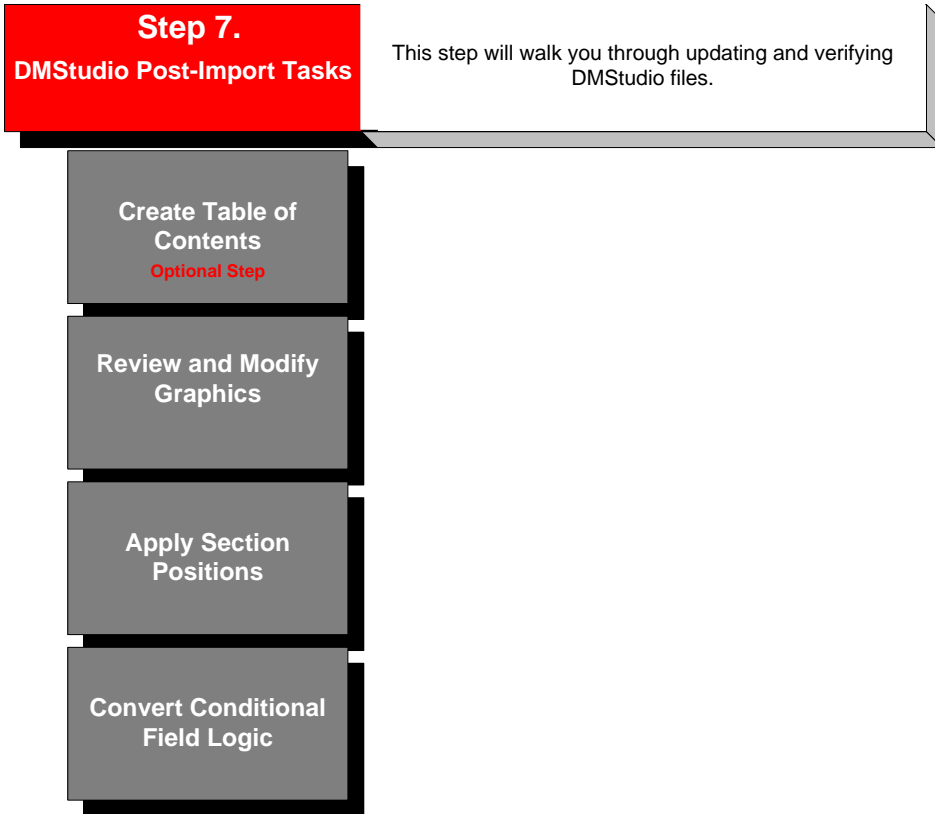 Step 7.
DMStudio Post-Import Tasks
This step will walk you through updating and verifying
DMStudio files.
Create Table of
Contents
Optional Step
Review and Modify
Graphics
Apply Section
Positions
Convert Conditional
Field Logic